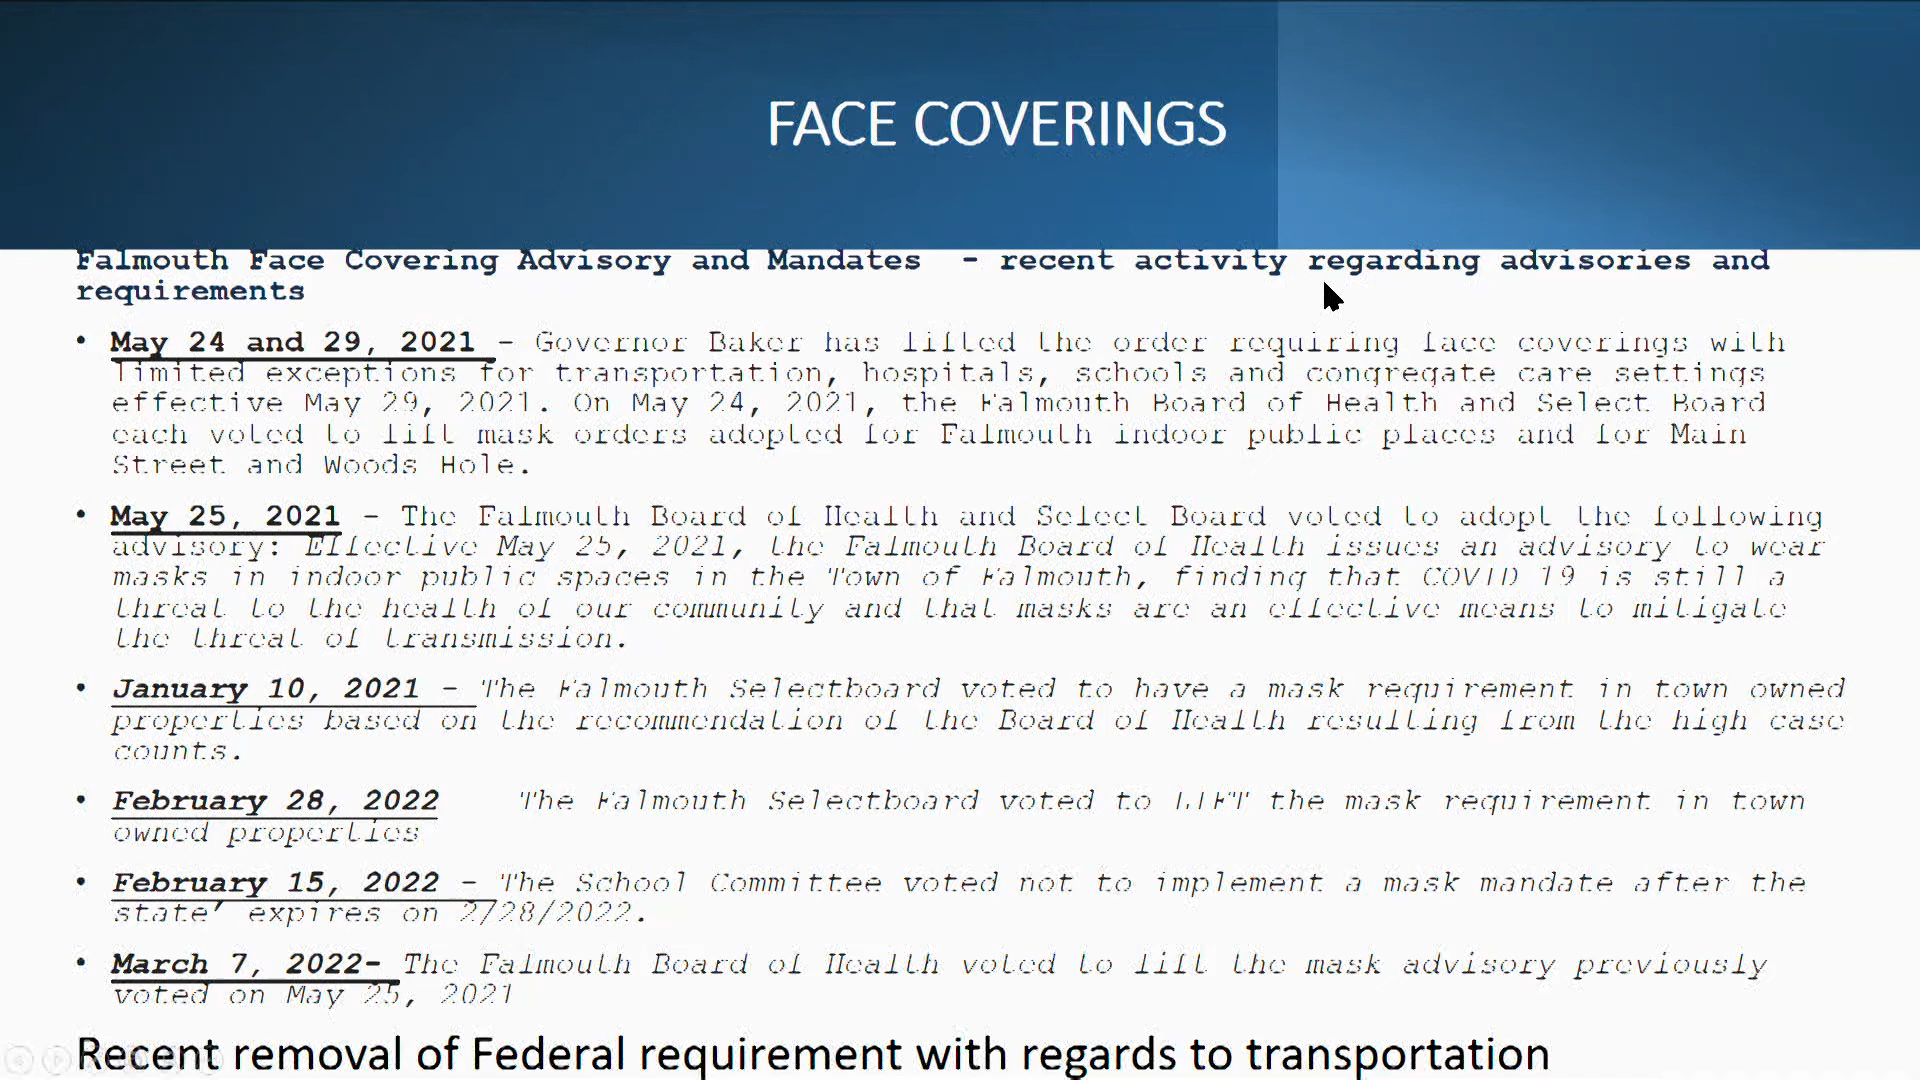 FACE COVERINGS
Falmouth Face Covering Advisory and Mandates - recent activity regarding advisories and
requirements
• May 24 and 29, 2021 - Governor Baker has lifted the order requiring face coverings with
limited exceptions for transportation, hospitals, schools and congregate care settings
effective May 29, 2021. On May 24, 2021, the Falmouth Board of Health and Select Board
each voted to lift mask orders adopted for Falmouth indoor public places and for Main
Street and Woods Hole.
• May 25, 2021 - The Falmouth Board of Health and Select Board voted to adopt the following
advisory: Effective May 25, 2021, the Falmouth Board of Health issues an advisory to wear
masks in indoor public spaces in the Town of Falmouth, finding that COVID 19 is still a
threat to the health of our community and that masks are an effective means to mitigate
the threat of transmission.
• January 10, 2021 - The Falmouth Selectboard voted to have a mask requirement in town owned
properties based on the recommendation of the Board of Health resulting from the high case
counts.
• February 28, 2022 The Falmouth Selectboard voted to LIFT the mask requirement in town
owned properties
• February 15, 2022 - The School Committee voted not to implement a mask mandate after the
state' expires on 2/28/2022.
• March 7, 2022- The Falmouth Board of Health voted to lift the mask advisory previously
voted on May 25, 2021
Recent removal of Federal requirement with regards to transportation